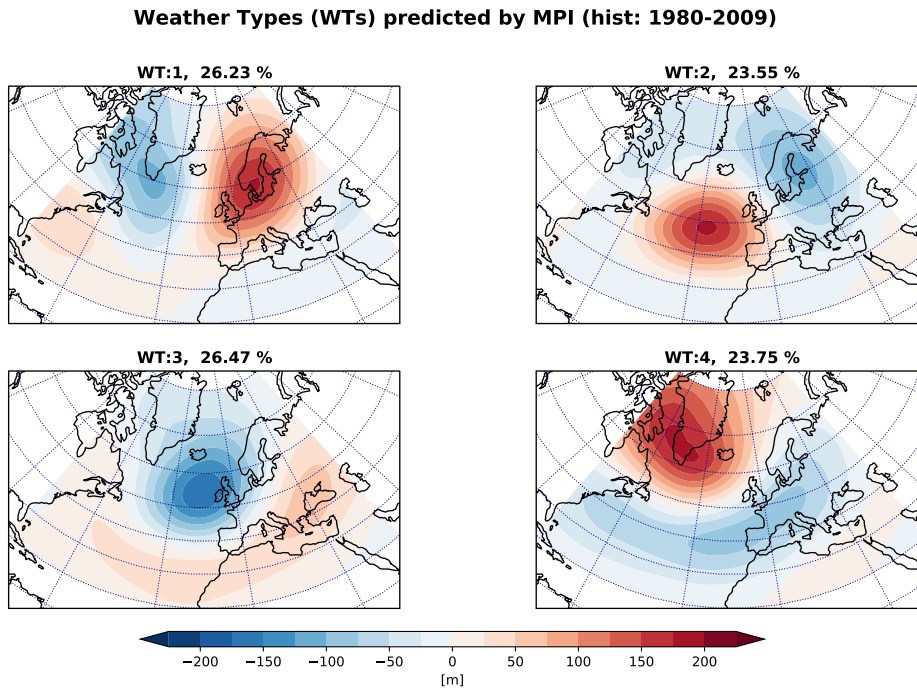 Weather Types (WTs) predicted by MPI (hist: 1980-2009)
WT:1,  26.23 %
WT:2,  23.55 %
WT:3,  26.47 %
WT:4,  23.75 %
−200 −150 −100 −50 0 50 100 150 200
[m]